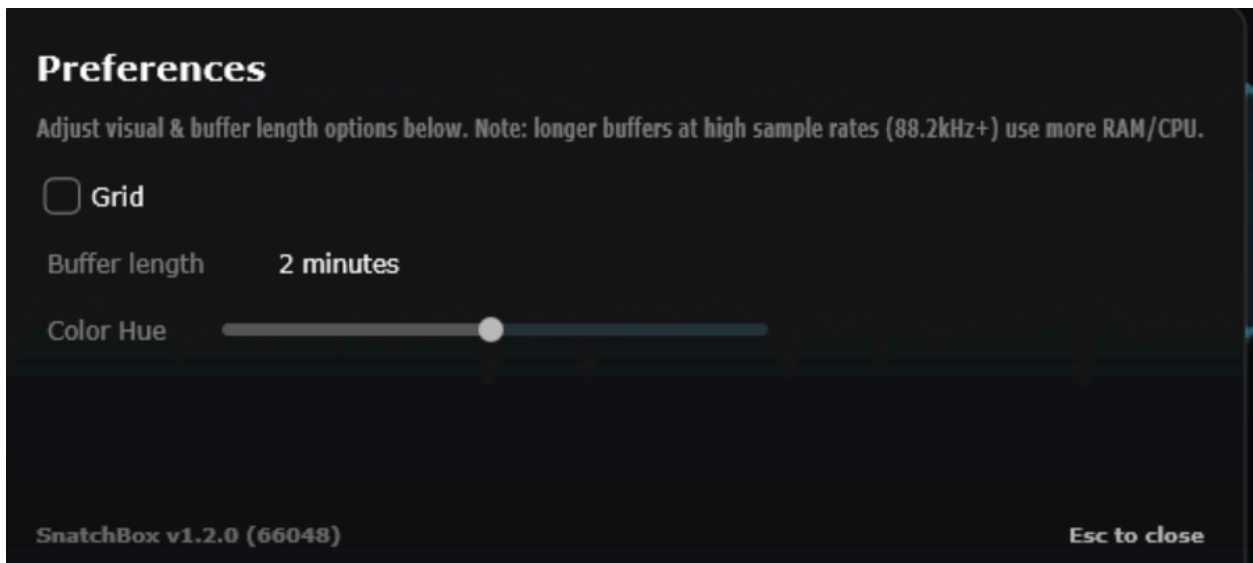 Preferences
Adjust visual & buffer length options below. Note: longer buffers at high sample rates (88.2kHz+) use more RAM/CPU.
Grid
Buffer length 2 minutes
Color Hue
SnatchBox v1.2.0 (66048) Esc to close